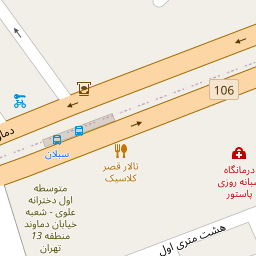 106
دما
سبلان
تالار قصر
کلاسیک
درمانگاه
شبانه روزی
پاستور
متوسطه
اول دخترانه
علوی - شعبه
خیابان دماوند
منطقه 13
تهران
هشت متری اول